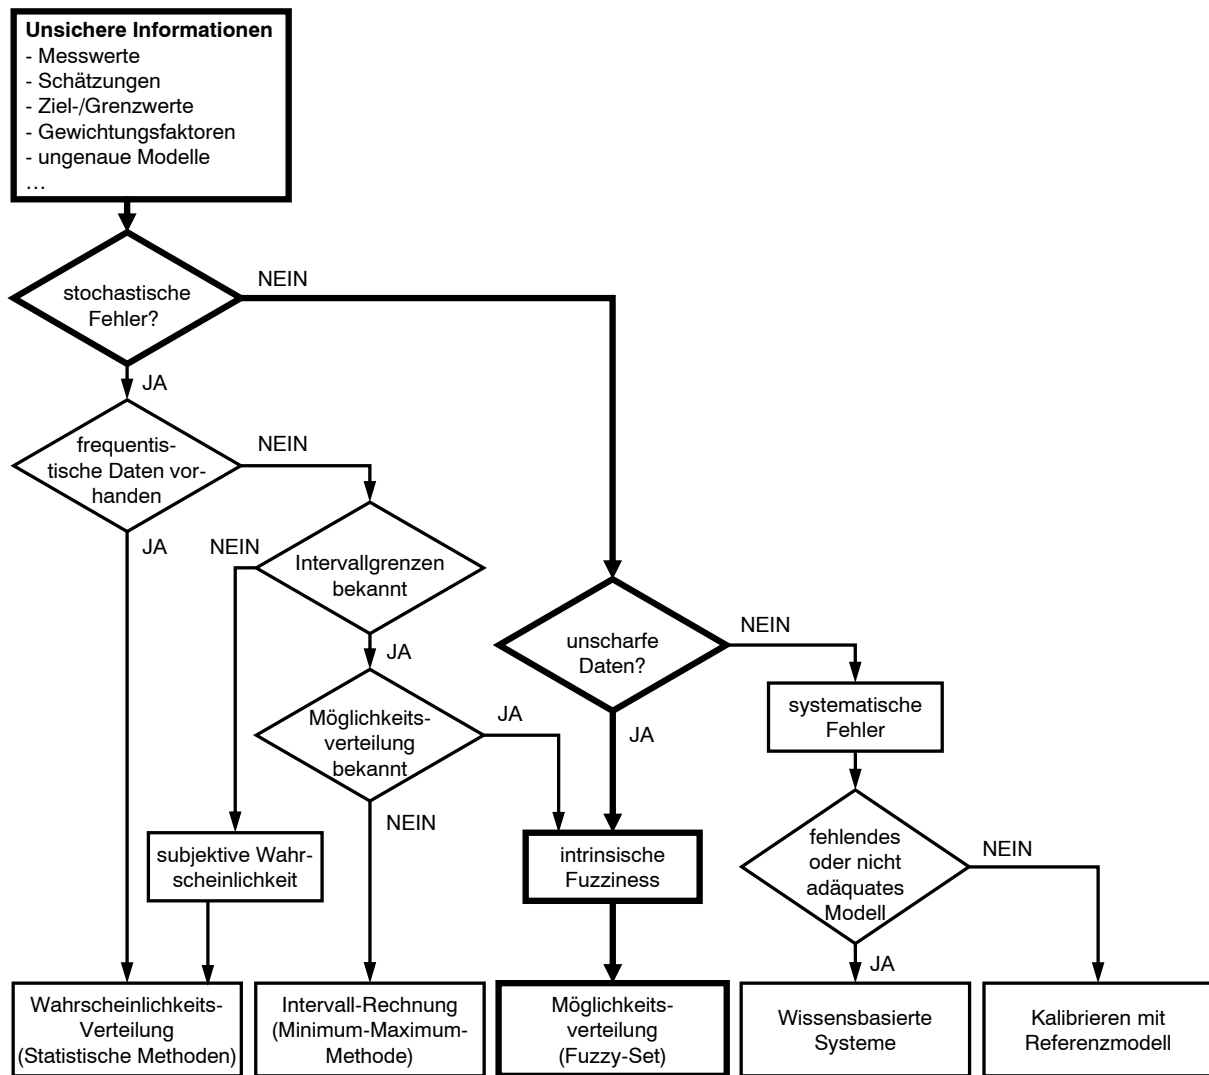 Unsichere Informationen
- Messwerte
- Schätzungen
- Ziel-/Grenzwerte
- Gewichtungsfaktoren
- ungenaue Modelle
...
NEIN
stochastische
Fehler?
JA
frequentis-
tische Daten vor-
handen
NEIN
JA
NEIN
Intervallgrenzen
bekannt
JA
unscharfe
Daten?
NEIN
JA
Möglichkeits-
verteilung
bekannt
JA
NEIN
systematische
Fehler
subjektive Wahr-
scheinlichkeit
intrinsische
Fuzziness
fehlendes
oder nicht
adäquates
Modell
NEIN
JA
Wahrscheinlichkeits-
Verteilung
(Statistische Methoden)
Intervall-Rechnung
(Minimum-Maximum-
Methode)
Möglichkeits-
verteilung
(Fuzzy-Set)
Wissensbasierte
Systeme
Kalibrieren mit
Referenzmodell